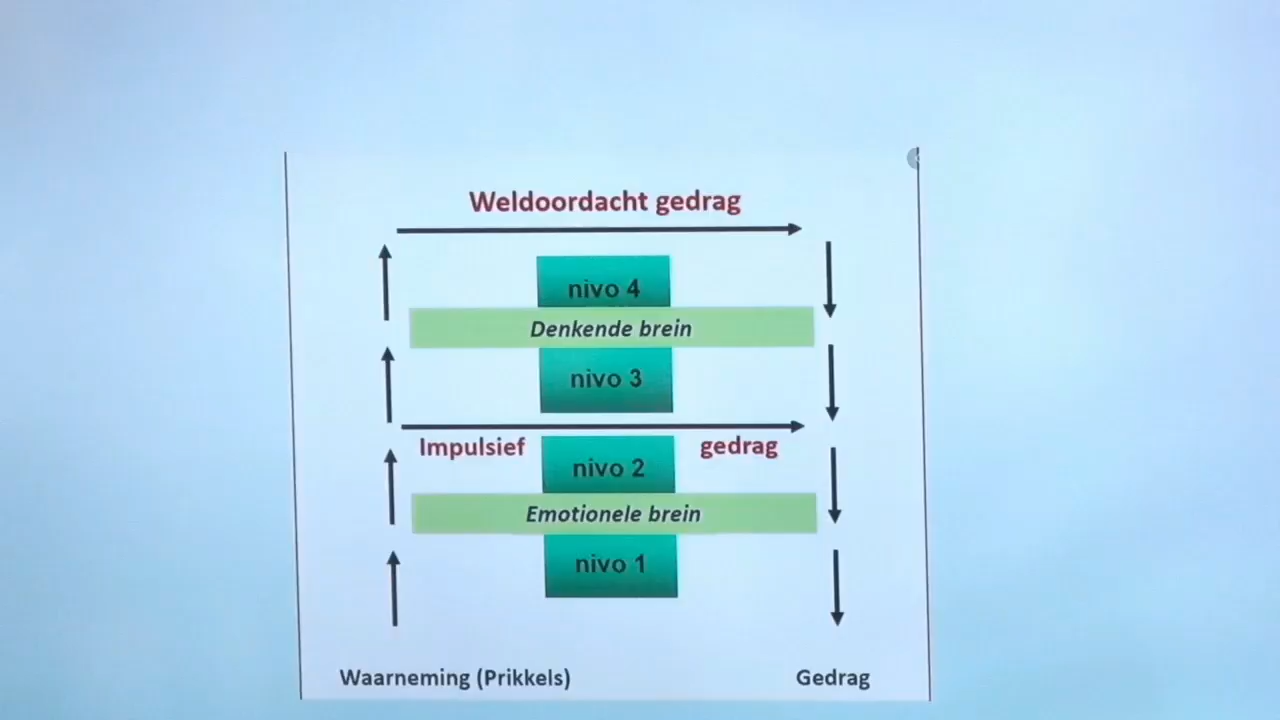 Weldoordacht gedrag
nivo 4
Denkende brein
nivo 3
Impulsief gedrag
nivo 2
Emotionele brein
nivo 1
Waarneming (Prikkels) Gedrag